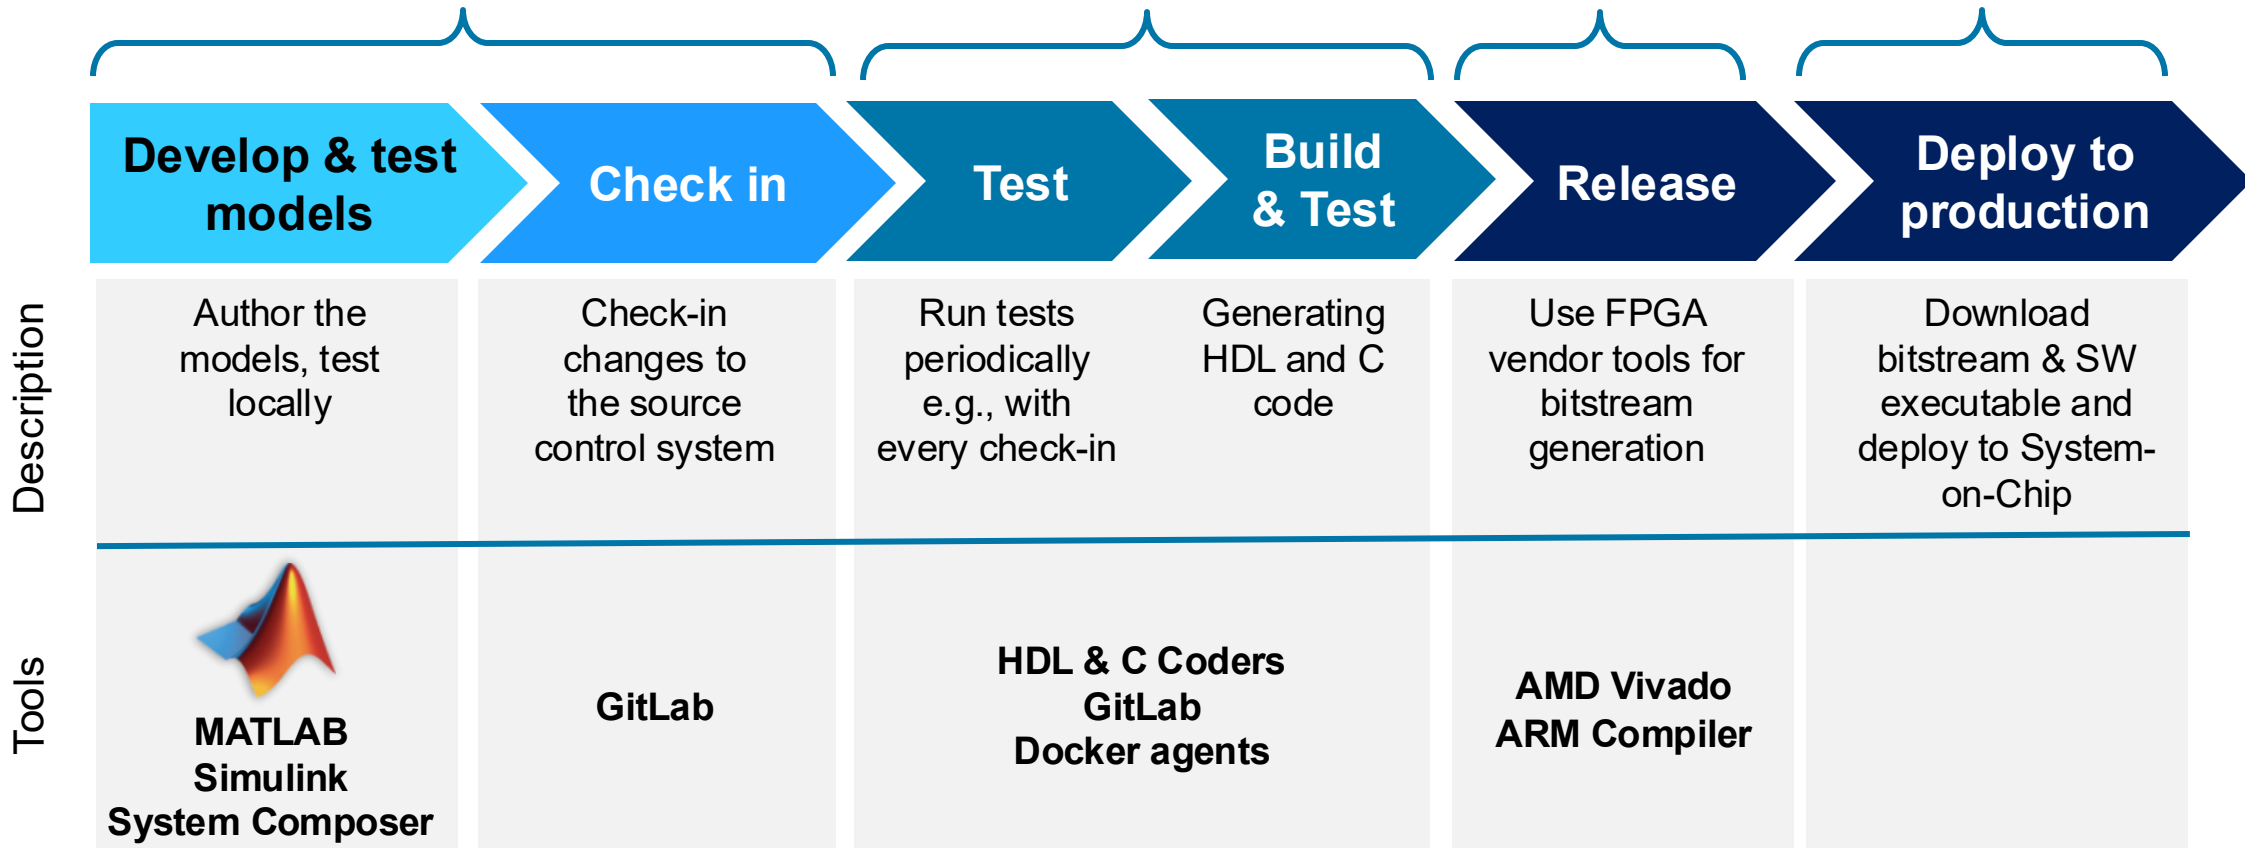 Develop & test
models
Check in
Test
Build
& Test
Release
Deploy to
production
Description
Author the
models, test
locally
Check-in
changes to
the source
control system
Run tests
periodically
e.g., with
every check-in
Generating
HDL and C
code
Use FPGA
vendor tools for
bitstream
generation
Download
bitstream & SW
executable and
deploy to System-
on-Chip
Tools
MATLAB
Simulink
System Composer
GitLab
HDL & C Coders
GitLab
Docker agents
AMD Vivado
ARM Compiler